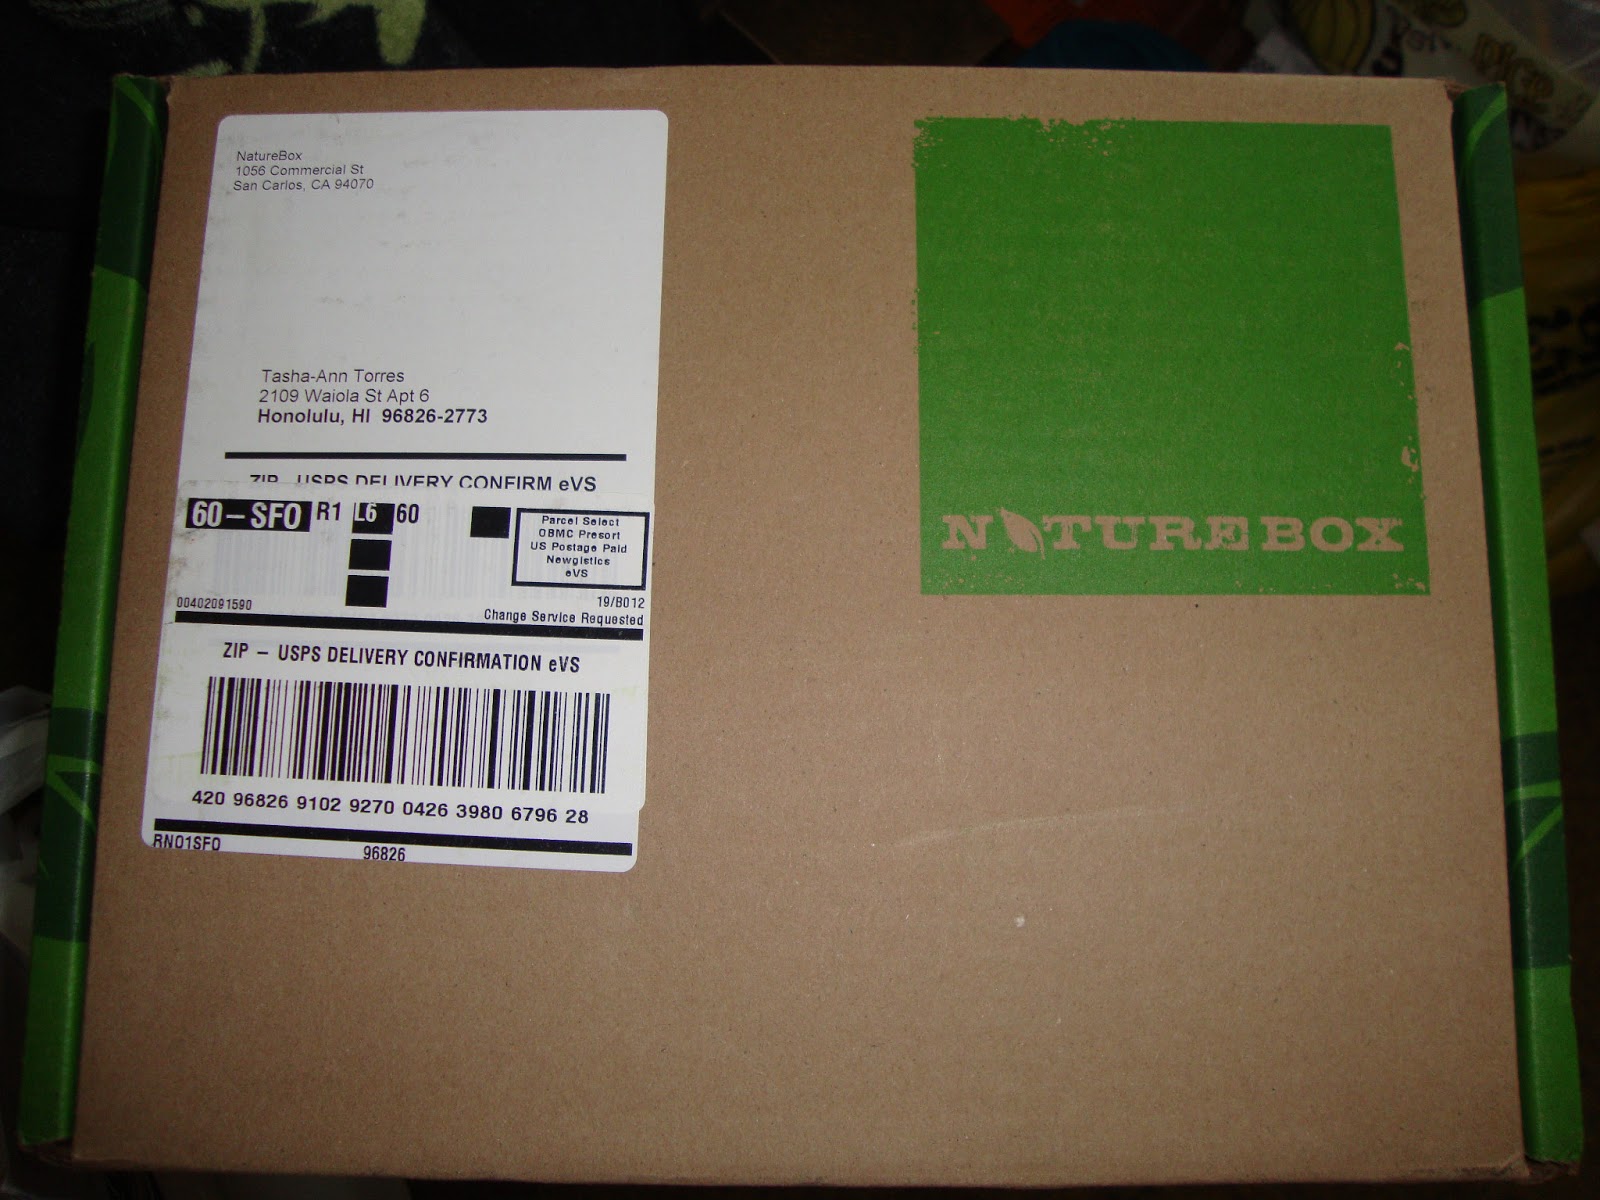 NatureBox
1056 Commercial St
San Carlos, CA 94070
Tasha-Ann Torres
2109 Waiola St Apt 6
Honolulu, HI 96826-2773
ZIP - USPS DELIVERY CONFIRM eVS
60-SFO R1 L6 60
Parcel Select
OBMC Presort
US Postage Paid
Newgistics
eVS
00402091590
19/B012
Change Service Requested
ZIP - USPS DELIVERY CONFIRMATION eVS
420 96826 9102 9270 0426 3980 6796 28
RNO1SFO
96826
NATUREBOX